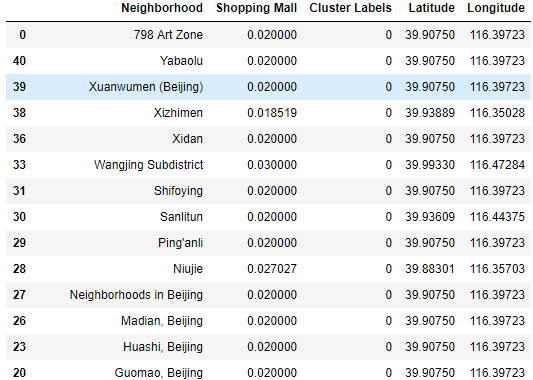 Neighborhood Shopping Mall Cluster Labels Latitude Longitude
0 798 Art Zone 0.020000 0 39.90750 116.39723
40 Yabaolu 0.020000 0 39.90750 116.39723
39 Xuanwumen (Beijing) 0.020000 0 39.90750 116.39723
38 Xizhimen 0.018519 0 39.93889 116.35028
36 Xidan 0.020000 0 39.90750 116.39723
33 Wangjing Subdistrict 0.030000 0 39.99330 116.47284
31 Shifoying 0.020000 0 39.90750 116.39723
30 Sanlitun 0.020000 0 39.93609 116.44375
29 Ping'anli 0.020000 0 39.90750 116.39723
28 Niujie 0.027027 0 39.88301 116.35703
27 Neighborhoods in Beijing 0.020000 0 39.90750 116.39723
26 Madian, Beijing 0.020000 0 39.90750 116.39723
23 Huashi, Beijing 0.020000 0 39.90750 116.39723
20 Guomao, Beijing 0.020000 0 39.90750 116.39723